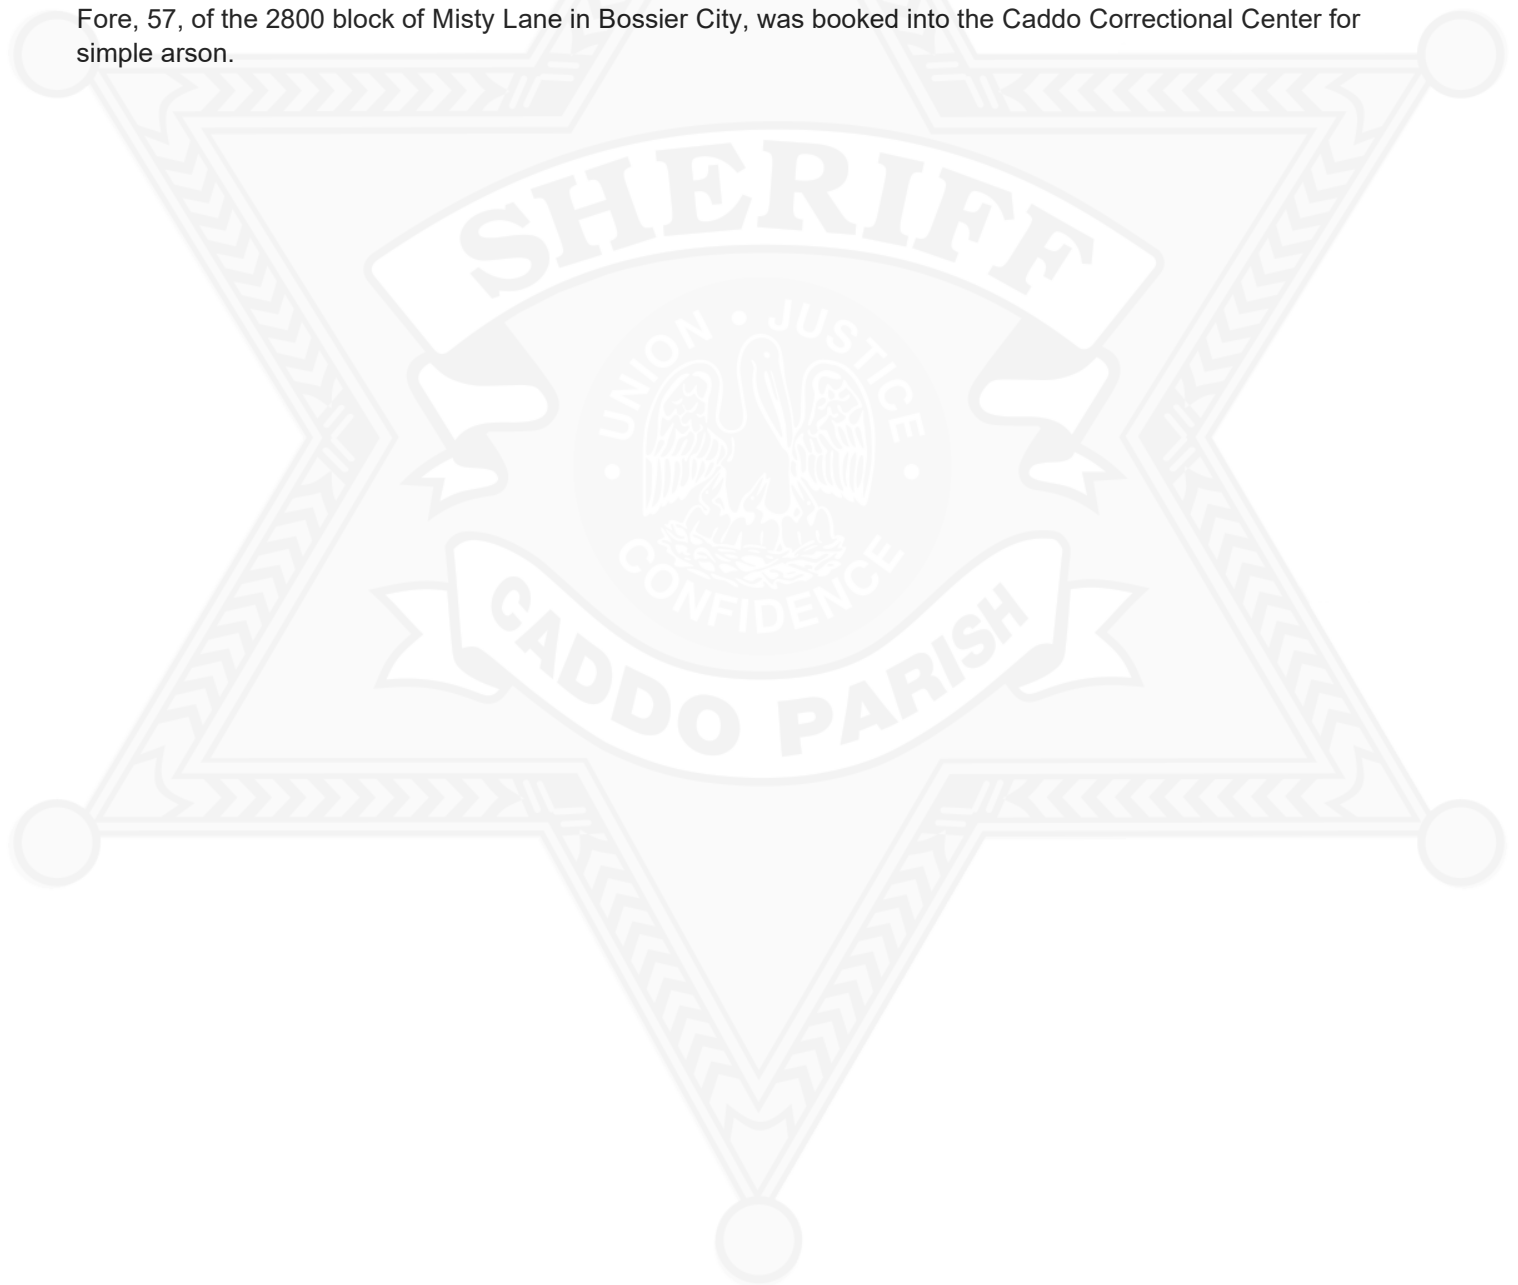 Fore, 57, of the 2800 block of Misty Lane in Bossier City, was booked into the Caddo Correctional Center for
simple arson.
SHERIFF
UNION • JUSTICE
CONFIDENCE
CADDO PARISH